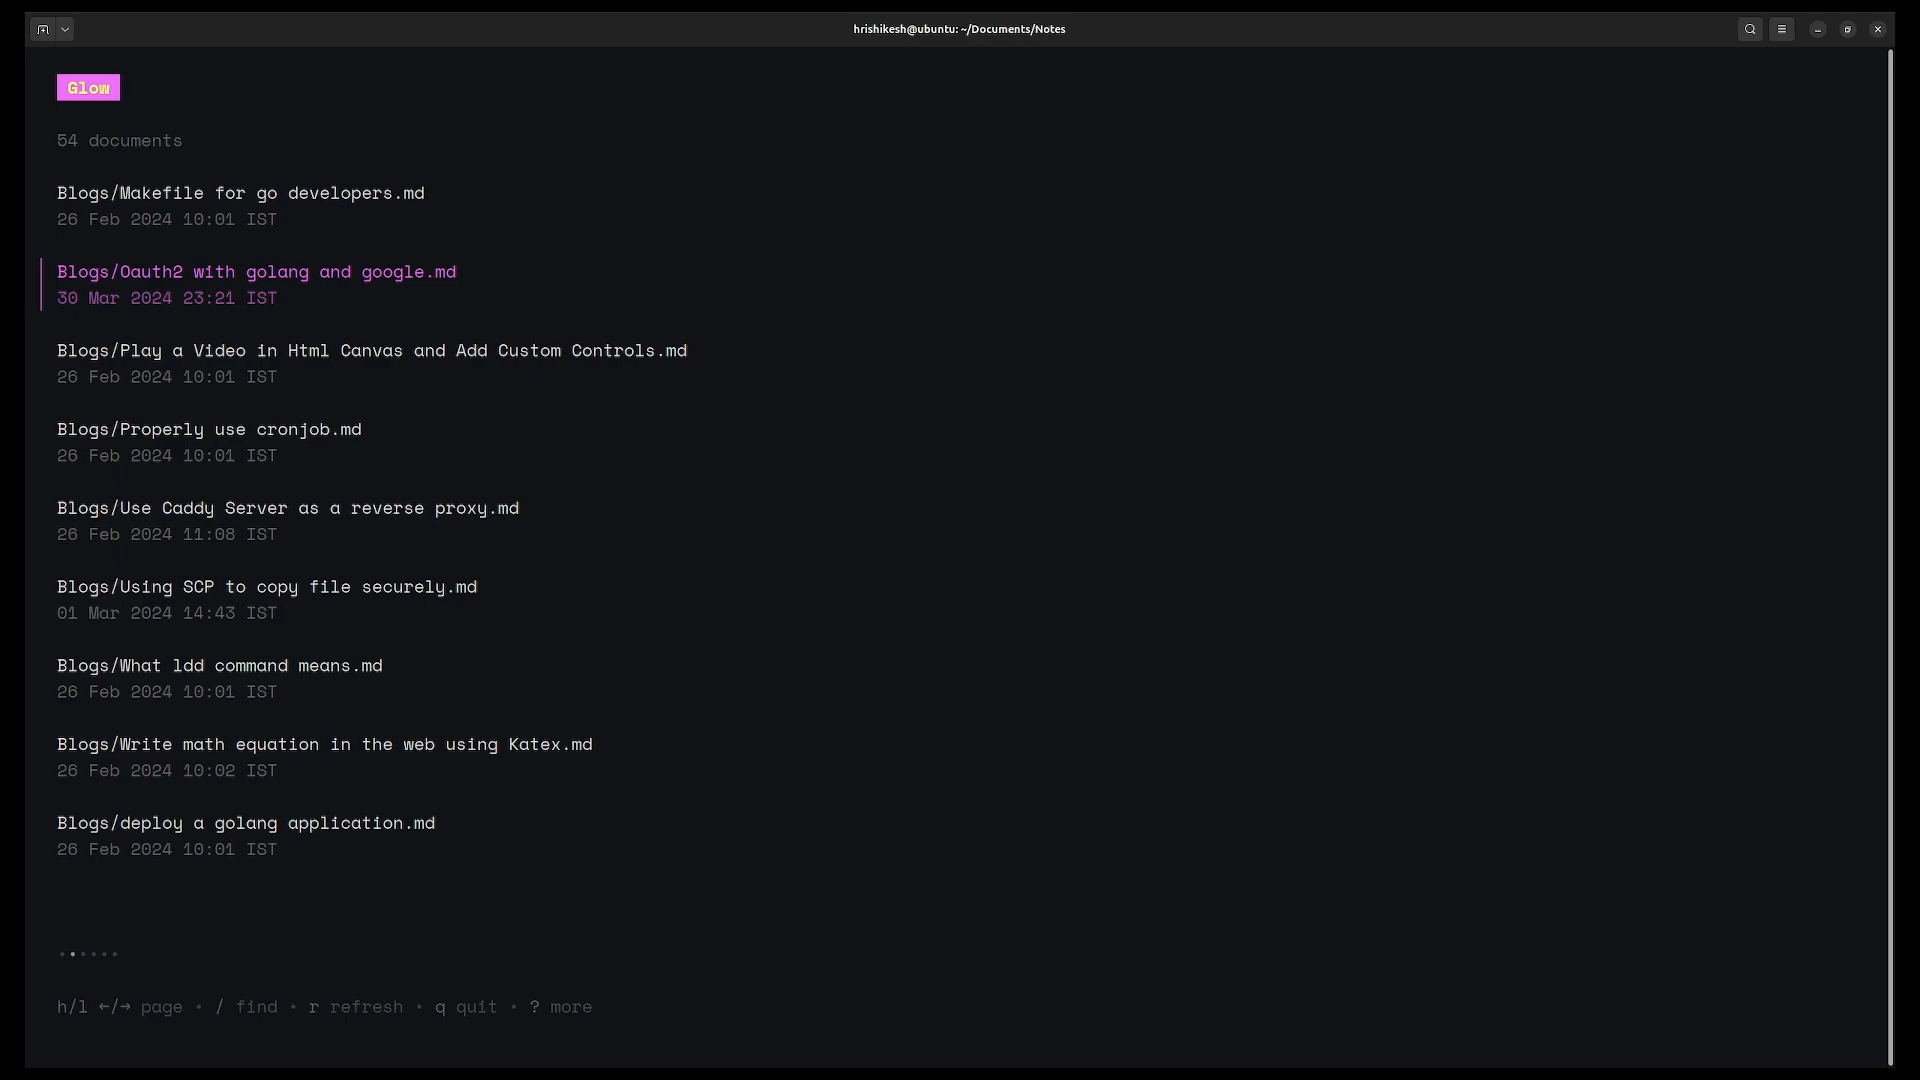 hrishikesh@ubuntu: ~/Documents/Notes
Glow
54 documents
Blogs/Makefile for go developers.md
26 Feb 2024 10:01 IST
Blogs/Oauth2 with golang and google.md
30 Mar 2024 23:21 IST
Blogs/Play a Video in Html Canvas and Add Custom Controls.md
26 Feb 2024 10:01 IST
Blogs/Properly use cronjob.md
26 Feb 2024 10:01 IST
Blogs/Use Caddy Server as a reverse proxy.md
26 Feb 2024 11:08 IST
Blogs/Using SCP to copy file securely.md
01 Mar 2024 14:43 IST
Blogs/What ldd command means.md
26 Feb 2024 10:01 IST
Blogs/Write math equation in the web using Katex.md
26 Feb 2024 10:02 IST
Blogs/deploy a golang application.md
26 Feb 2024 10:01 IST
h/l ←/→ page • / find • r refresh • q quit • ? more